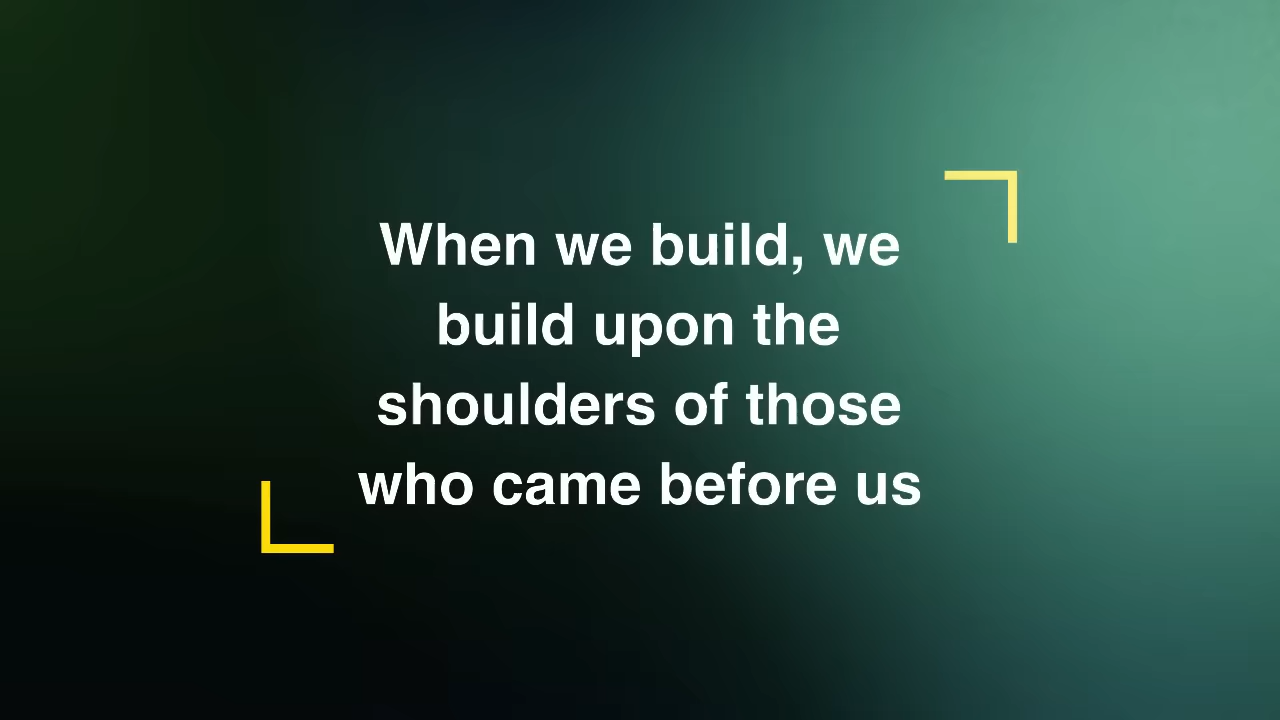 When we build, we
build upon the
shoulders of those
who came before us